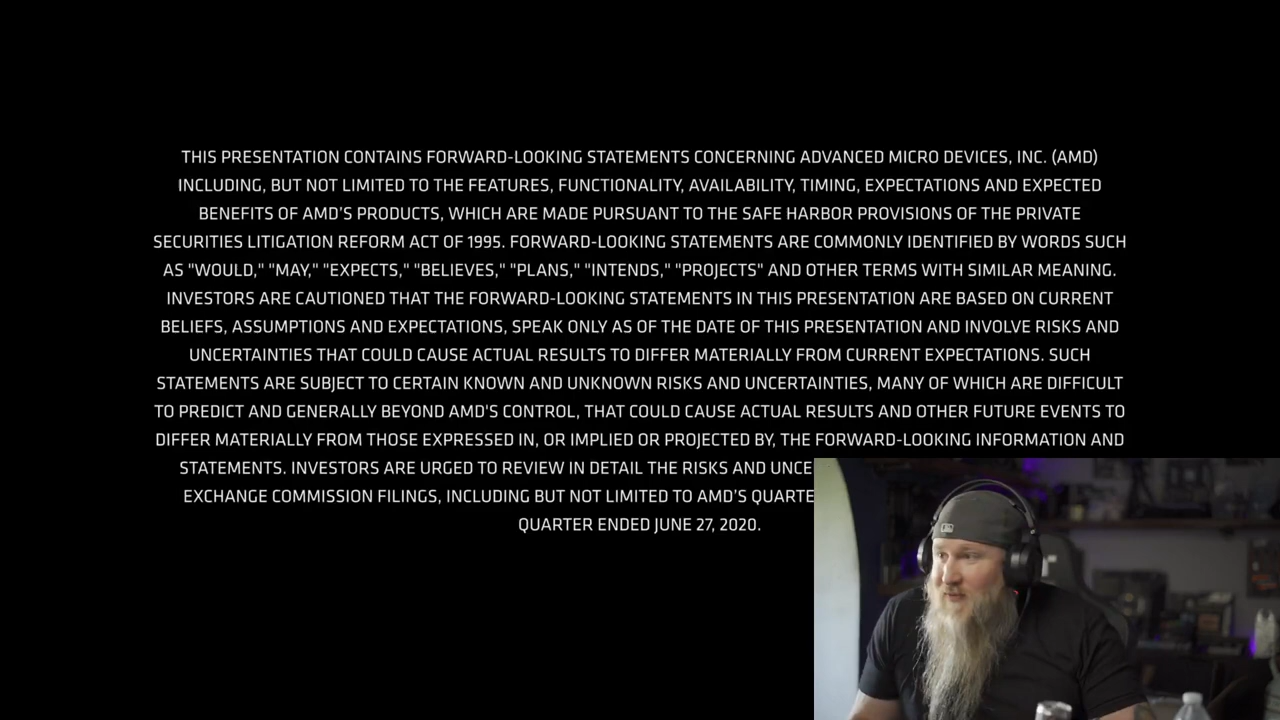 THIS PRESENTATION CONTAINS FORWARD-LOOKING STATEMENTS CONCERNING ADVANCED MICRO DEVICES, INC. (AMD)
INCLUDING, BUT NOT LIMITED TO THE FEATURES, FUNCTIONALITY, AVAILABILITY, TIMING, EXPECTATIONS AND EXPECTED
BENEFITS OF AMD'S PRODUCTS, WHICH ARE MADE PURSUANT TO THE SAFE HARBOR PROVISIONS OF THE PRIVATE
SECURITIES LITIGATION REFORM ACT OF 1995. FORWARD-LOOKING STATEMENTS ARE COMMONLY IDENTIFIED BY WORDS SUCH
AS "WOULD," "MAY," "EXPECTS," "BELIEVES," "PLANS," "INTENDS," "PROJECTS" AND OTHER TERMS WITH SIMILAR MEANING.
INVESTORS ARE CAUTIONED THAT THE FORWARD-LOOKING STATEMENTS IN THIS PRESENTATION ARE BASED ON CURRENT
BELIEFS, ASSUMPTIONS AND EXPECTATIONS, SPEAK ONLY AS OF THE DATE OF THIS PRESENTATION AND INVOLVE RISKS AND
UNCERTAINTIES THAT COULD CAUSE ACTUAL RESULTS TO DIFFER MATERIALLY FROM CURRENT EXPECTATIONS. SUCH
STATEMENTS ARE SUBJECT TO CERTAIN KNOWN AND UNKNOWN RISKS AND UNCERTAINTIES, MANY OF WHICH ARE DIFFICULT
TO PREDICT AND GENERALLY BEYOND AMD'S CONTROL, THAT COULD CAUSE ACTUAL RESULTS AND OTHER FUTURE EVENTS TO
DIFFER MATERIALLY FROM THOSE EXPRESSED IN, OR IMPLIED OR PROJECTED BY, THE FORWARD-LOOKING INFORMATION AND
STATEMENTS. INVESTORS ARE URGED TO REVIEW IN DETAIL THE RISKS AND
EXCHANGE COMMISSION FILINGS, INCLUDING BUT NOT LIMITED TO AMD'S
QUARTER ENDED JUNE 27, 2020.